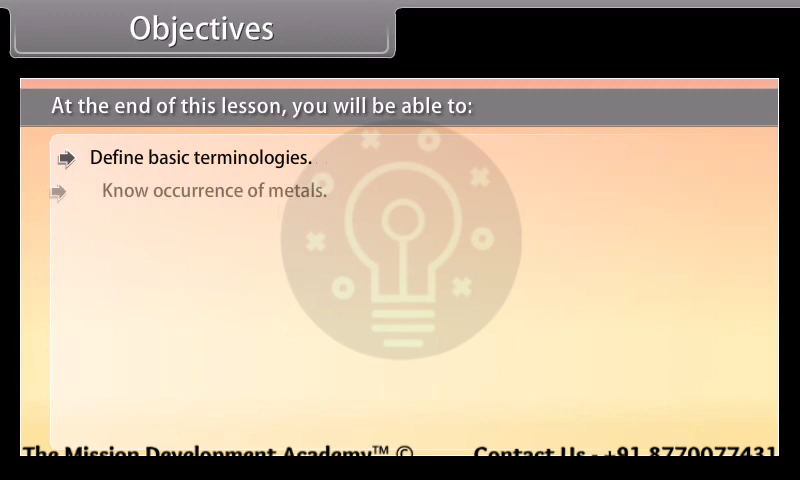 Objectives
At the end of this lesson, you will be able to:
Define basic terminologies.
Know occurrence of metals.
The Mission Development Academy™ © Contact Us - +91 8770077431